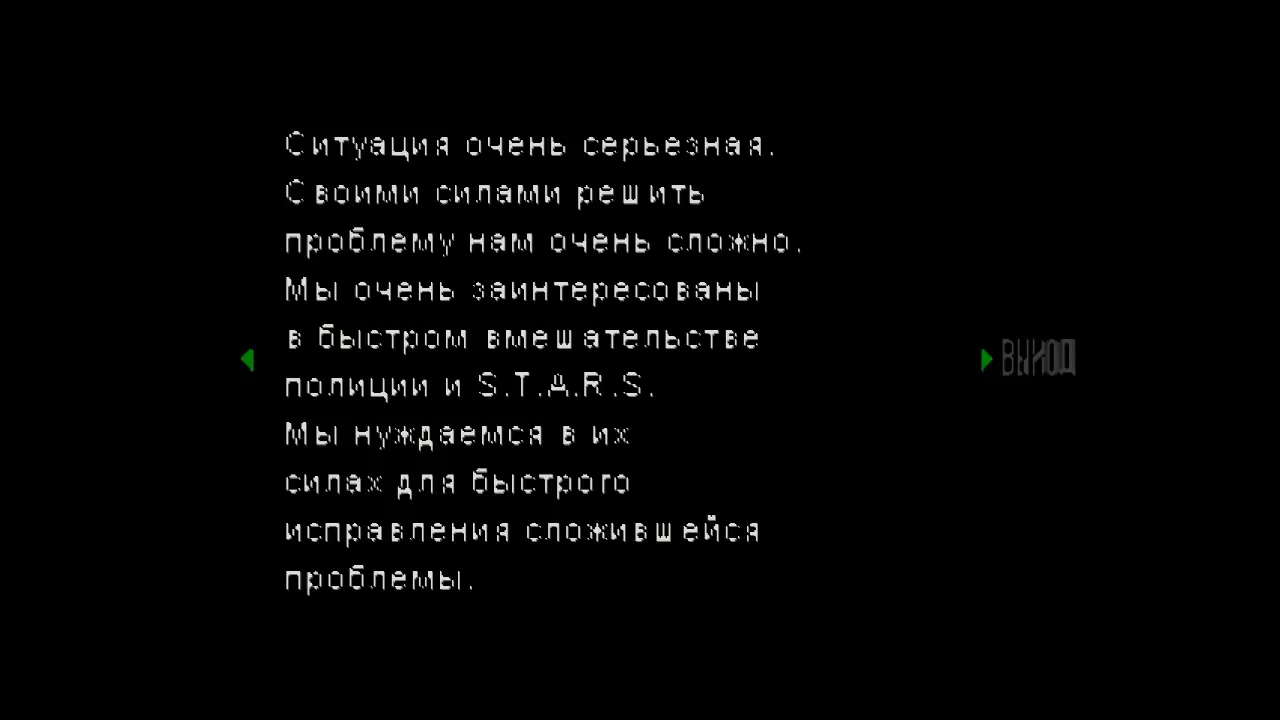 Ситуация очень серьезная.
Своими силами решить
проблему нам очень сложно.
Мы очень заинтересованы
в быстром вмешательстве
полиции и S.T.A.R.S.
Мы нуждаемся в их
силах для быстрого
исправления сложившейся
проблемы.
ВЫХОД